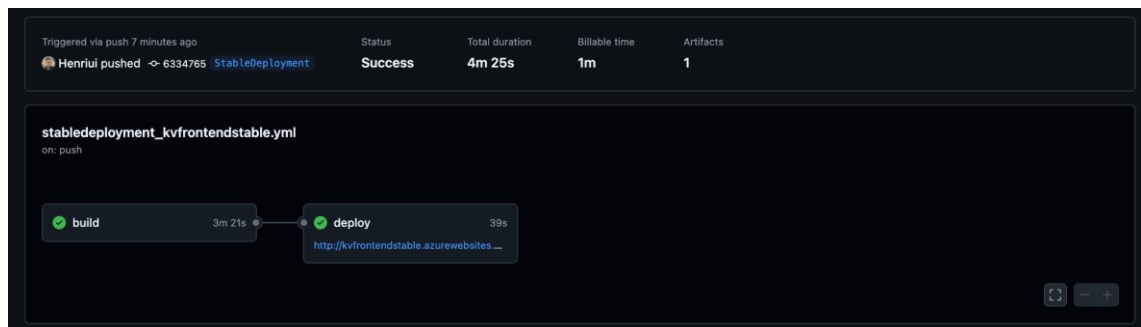 Triggered via push 7 minutes ago
Henriui pushed 6334765 StableDeployment
Status
Success
Total duration
4m 25s
Billable time
1m
Artifacts
1
stabledeployment_kvfrontendstable.yml
on: push
build 3m 21s
deploy 39s
http://kvfrontendstable.azurewebsites.…